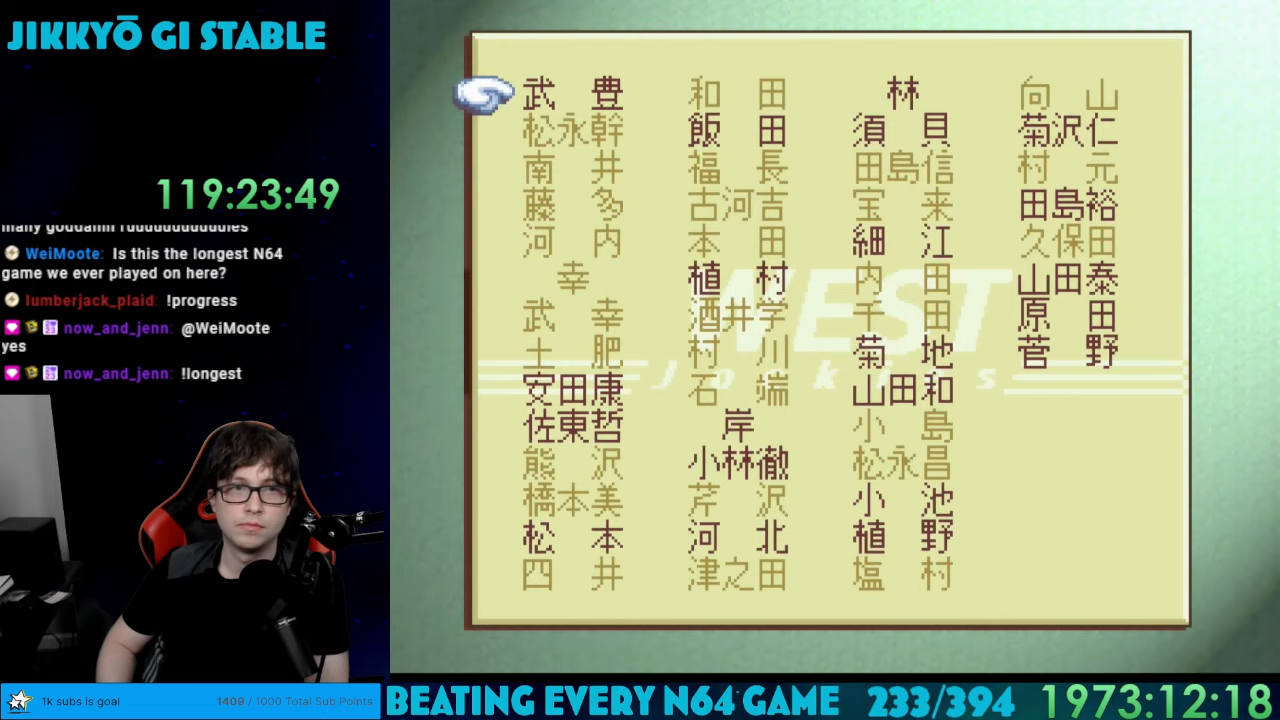 JIKKYŌ GI STABLE
119:23:49
many goddamn ruuuuuuuuuules
WeiMoote: Is this the longest N64
game we ever played on here?
lumberjack_plaid: !progress
now_and_jenn: @WeiMoote
yes
now_and_jenn: !longest
武 豊 和 田 林 向 山
松永幹 飯 田 須 貝 菊沢仁
南 井 福 長 田島信 村 元
藤 多 古河吉 宝 来 田島裕
河 内 本 田 細 江 久保田
幸 植 村 内 田 山田泰
武 幸 酒井学 千 田 原 田
土 肥 村 川 菊 地 菅 野
安田康 石 端 山田和
佐東哲 岸 小 島
熊 沢 小林徹 松永昌
橋本美 芹 沢 小 池
松 本 河 北 植 野
四 井 津之田 塩 村
WEST
Jockies
1k subs is goal
1409 / 1000 Total Sub Points
BEATING EVERY N64 GAME 233/394 1973:12:18